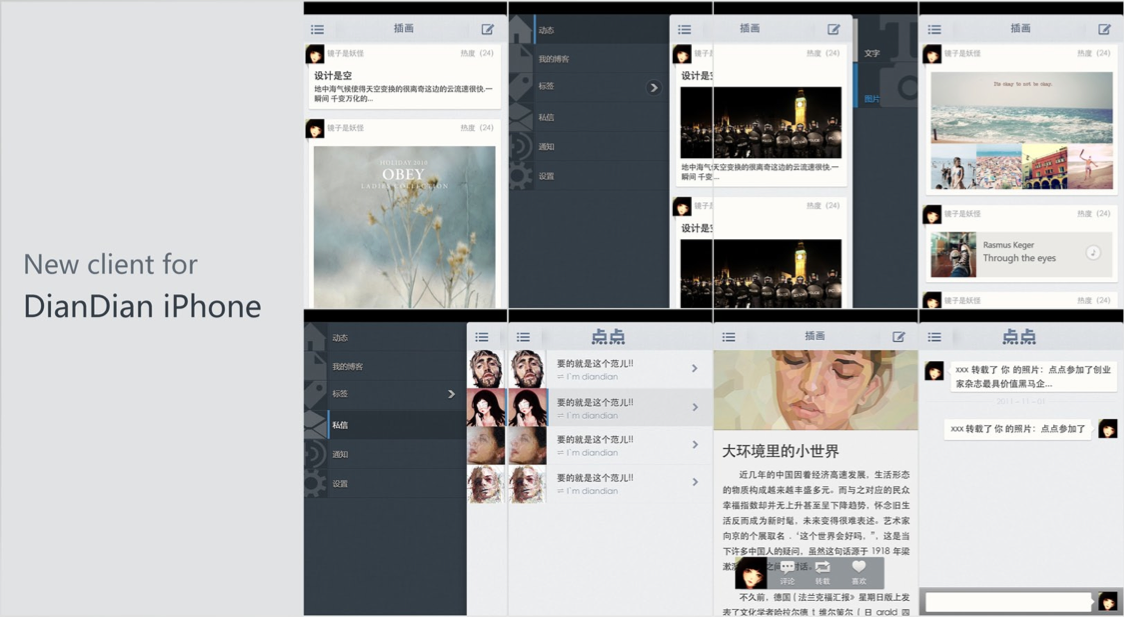 New client for
DianDian iPhone
插画
镜子是妖怪
热度 (24)
设计是空
地中海气候使得天空变换的很离奇这边的云流速很快.一
瞬间 千变万化的...
镜子是妖怪
热度 (24)
HOLIDAY 2010
OBEY
LADIES COLLECTION
动态
我的博客
标签
私信
通知
设置
插画
镜子是
热度 (24)
设计是空
地中海气候天空变换的很离奇这边的云流速很快.一
瞬间 千变...
镜子是
热度 (24)
设计是空
文字
图片
插画
镜子是妖怪
热度 (24)
It's okay to not be okay.
镜子是妖怪
热度 (24)
Rasmus Keger
Through the eyes
镜子是妖怪
热度 (24)
动态
我的博客
标签
私信
通知
设置
点点
要的就是这个范儿!!
I'm diandian
要的就是这个范儿!!
I'm diandian
要的就是这个范儿!!
I'm diandian
要的就是这个范儿!!
I'm diandian
插画
大环境里的小世界
近几年的中国因着经济高速发展，生活形态
的物质构成越来越丰盛多元。而与之对应的民众
幸福指数却并无上升甚至呈下降趋势，怀念旧生
活反而成为新时髦，未来变得很难表述。艺术家
向京的个展取名．"这个世界会好吗，"，这是当
下许多中国人的疑问，虽然这句话源于 1918 年梁
漱
对话。
评论
转载
喜欢
不久前，德国《法兰克福汇报》星期日版上发
表了文化学者哈拉尔德
点点
xxx 转载了 你 的照片：点点参加了创业
家杂志最具价值黑马企...
2011-11-03
xxx 转载了 你 的照片：点点参加了